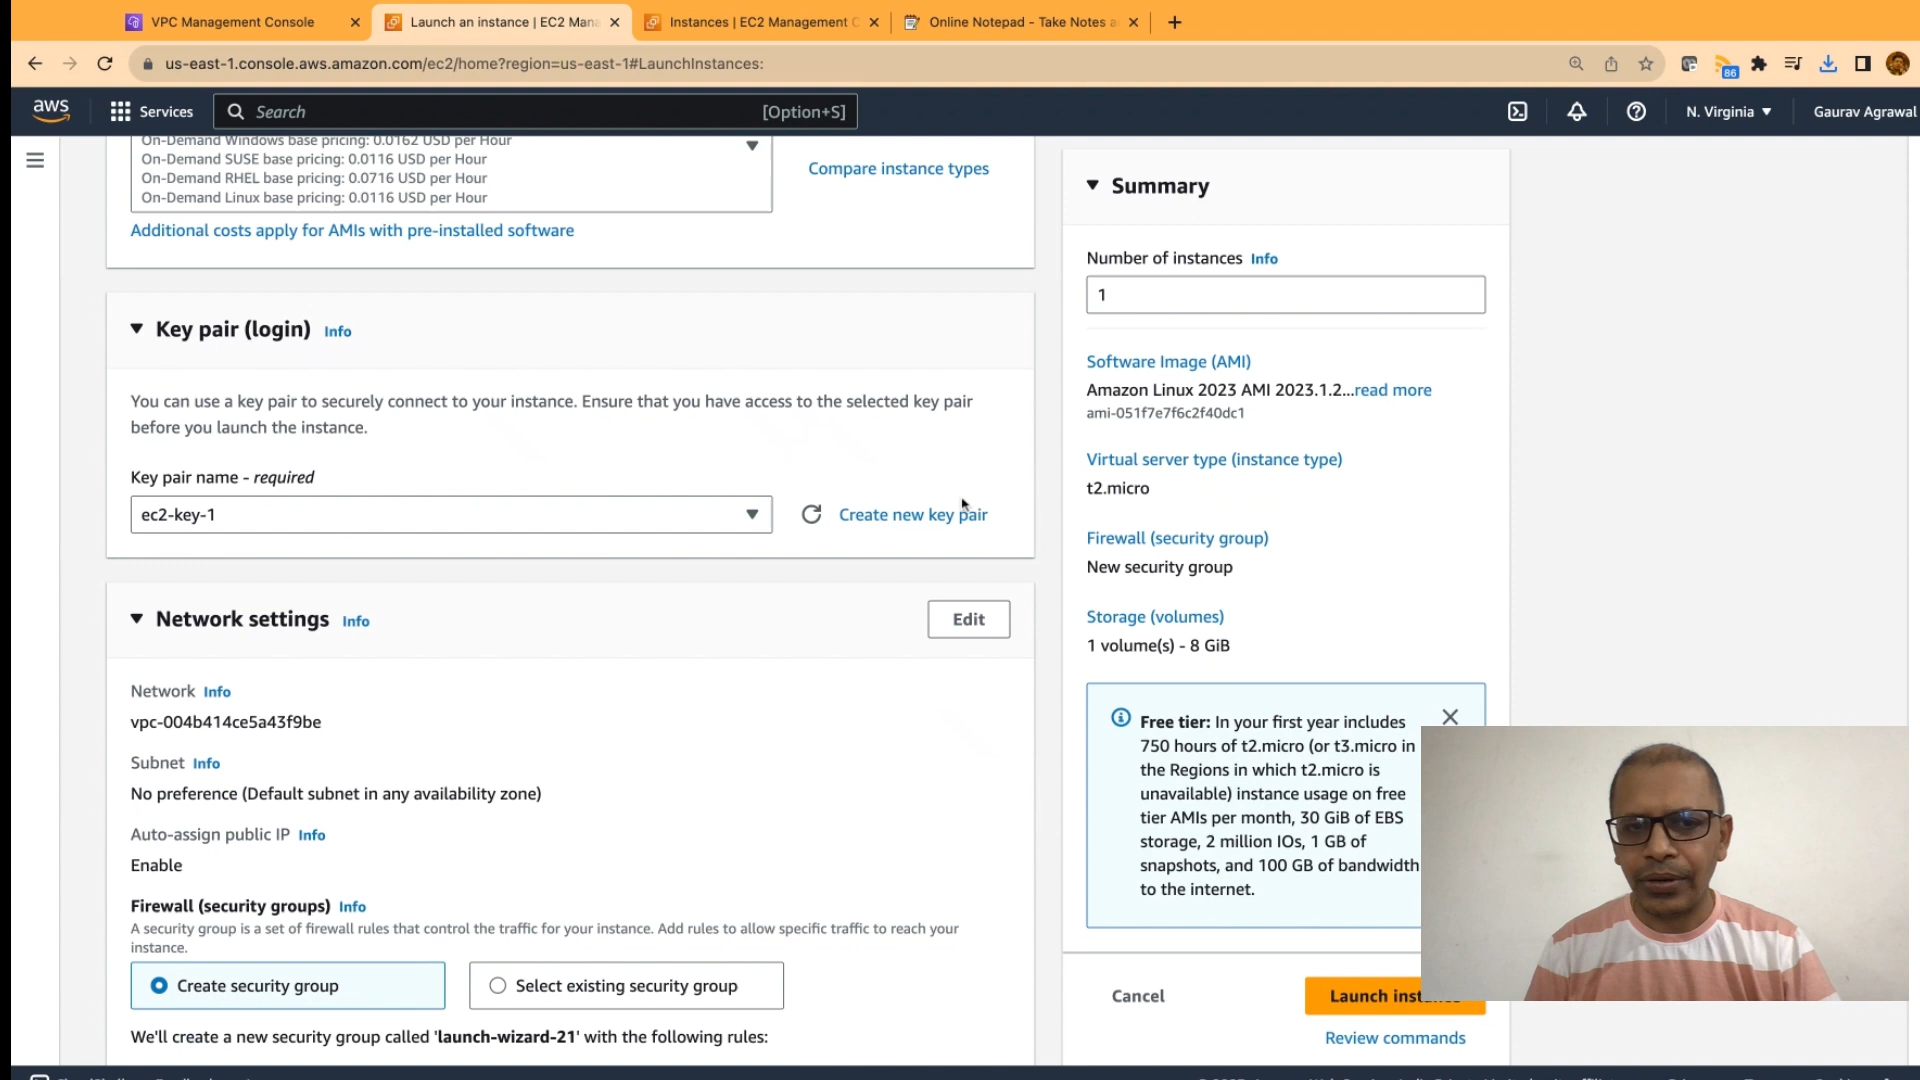 VPC Management Console
Launch an instance | EC2 Mana
Instances | EC2 Management C
Online Notepad - Take Notes a
us-east-1.console.aws.amazon.com/ec2/home?region=us-east-1#LaunchInstances:
86
aws
Services
Search
[Option+S]
N. Virginia
Gaurav Agrawal
On-Demand Windows base pricing: 0.0162 USD per Hour
On-Demand SUSE base pricing: 0.0116 USD per Hour
On-Demand RHEL base pricing: 0.0716 USD per Hour
On-Demand Linux base pricing: 0.0116 USD per Hour
Compare instance types
Additional costs apply for AMIs with pre-installed software
Key pair (login) Info
You can use a key pair to securely connect to your instance. Ensure that you have access to the selected key pair
before you launch the instance.
Key pair name - required
ec2-key-1
Create new key pair
Network settings Info
Edit
Network Info
vpc-004b414ce5a43f9be
Subnet Info
No preference (Default subnet in any availability zone)
Auto-assign public IP Info
Enable
Firewall (security groups) Info
A security group is a set of firewall rules that control the traffic for your instance. Add rules to allow specific traffic to reach your
instance.
Create security group
Select existing security group
We'll create a new security group called 'launch-wizard-21' with the following rules:
Summary
Number of instances Info
1
Software Image (AMI)
Amazon Linux 2023 AMI 2023.1.2...read more
ami-051f7e7f6c2f40dc1
Virtual server type (instance type)
t2.micro
Firewall (security group)
New security group
Storage (volumes)
1 volume(s) - 8 GiB
Free tier: In your first year includes
750 hours of t2.micro (or t3.micro in
the Regions in which t2.micro is
unavailable) instance usage on free
tier AMIs per month, 30 GiB of EBS
storage, 2 million IOs, 1 GB of
snapshots, and 100 GB of bandwidth
to the internet.
Cancel
Launch
Review commands